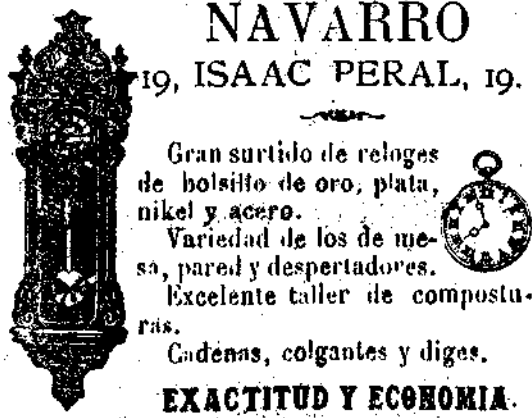 NAVARRO
19, ISAAC PERAL, 19.
Gran surtido de reloges
de bolsillo de oro, plata,
nikel y acero.
Variedad de los de me-
sa, pared y despertadores.
Excelente taller de compostu-
ras.
Cadenas, colgantes y diges.
EXACTITUD Y ECONOMIA.